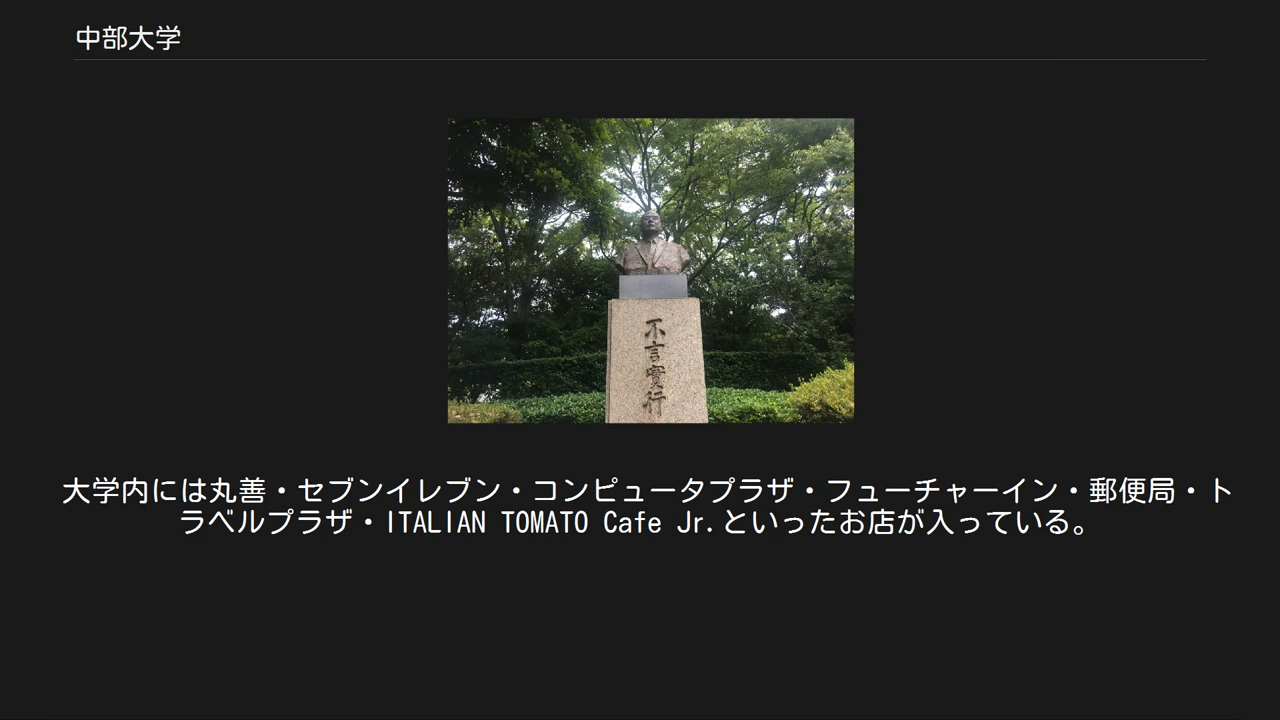 中部大学
不言實行
大学内には丸善・セブンイレブン・コンピュータプラザ・フューチャーイン・郵便局・ト
ラベルプラザ・ITALIAN TOMATO Cafe Jr.といったお店が入っている。